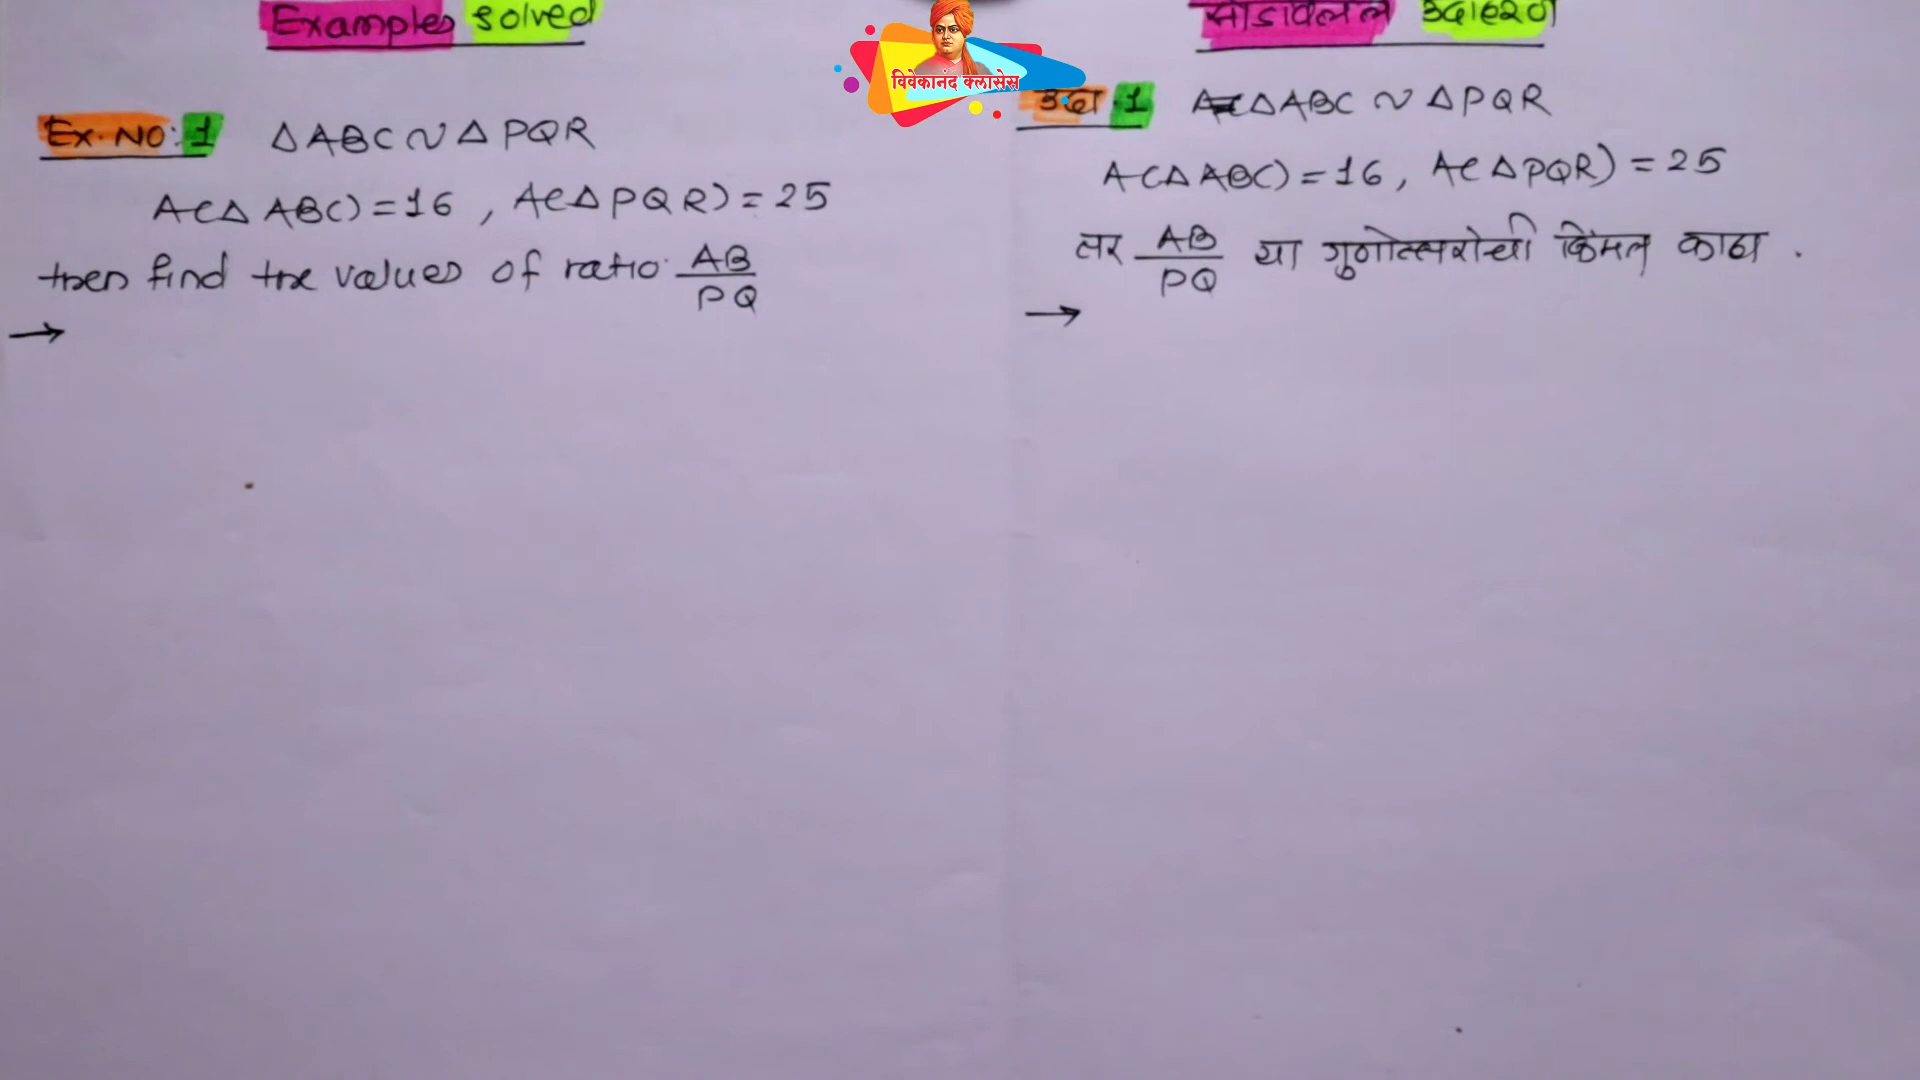 Examples solved
Ex. NO: 1 △ ABC ~ △ PQR
A(△ ABC) = 16 , A(△ PQR) = 25
then find the values of ratio AB/PQ
→
विवेकानंद क्लासेस
सोडविलेले उदाहरण
उदा. 1 △ABC ~ △PQR
A(△ ABC) = 16 , A(△PQR) = 25
तर AB/PQ या गुणोत्तराची किंमत काढा .
→